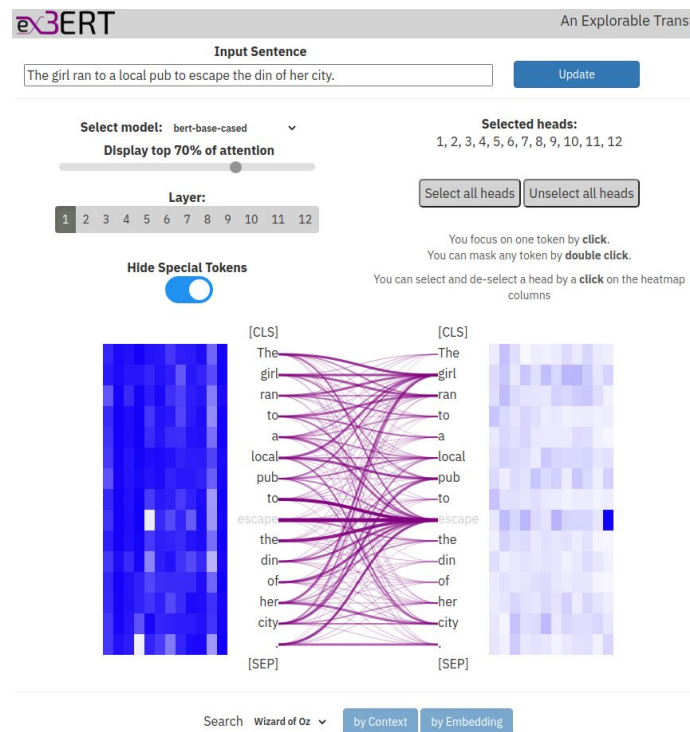 exBERT
An Explorable Transf
Input Sentence
The girl ran to a local pub to escape the din of her city.
Update
Select model: bert-base-cased
Display top 70% of attention
Layer:
1 2 3 4 5 6 7 8 9 10 11 12
Hide Special Tokens
Selected heads:
1, 2, 3, 4, 5, 6, 7, 8, 9, 10, 11, 12
Select all heads Unselect all heads
You focus on one token by click.
You can mask any token by double click.
You can select and de-select a head by a click on the heatmap
columns
[CLS] [CLS]
The The
girl girl
ran ran
to to
a a
local local
pub pub
to to
escape escape
the the
din din
of of
her her
city city
. .
[SEP] [SEP]
Search Wizard of Oz by Context by Embedding